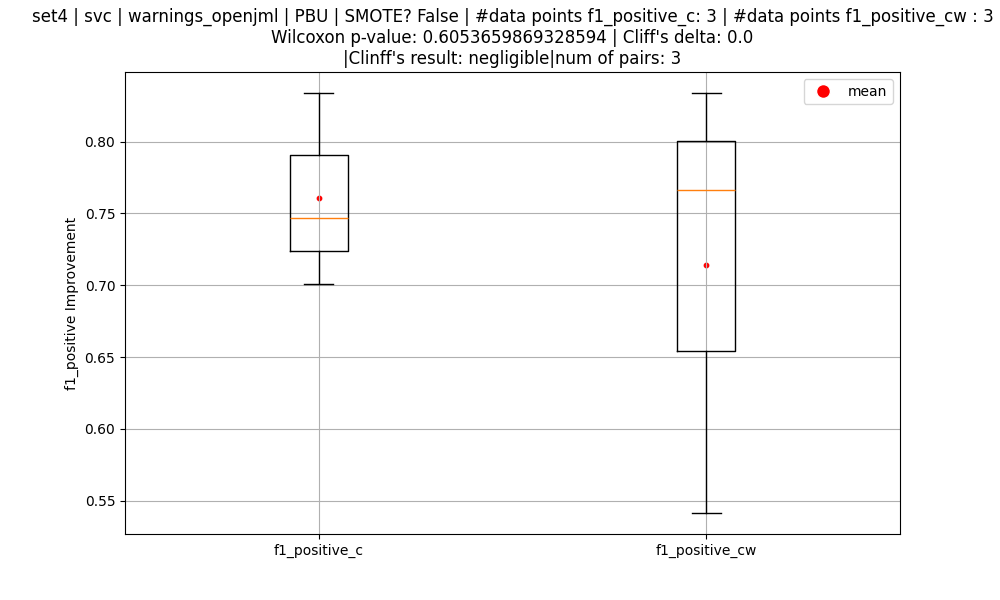 set4 | svc | warnings_openjml | PBU | SMOTE? False | #data points f1_positive_c: 3 | #data points f1_positive_cw : 3
Wilcoxon p-value: 0.6053659869328594 | Cliff's delta: 0.0
|Clinff's result: negligible|num of pairs: 3
mean
0.80
0.75
0.70
0.65
0.60
0.55
f1_positive Improvement
f1_positive_c
f1_positive_cw